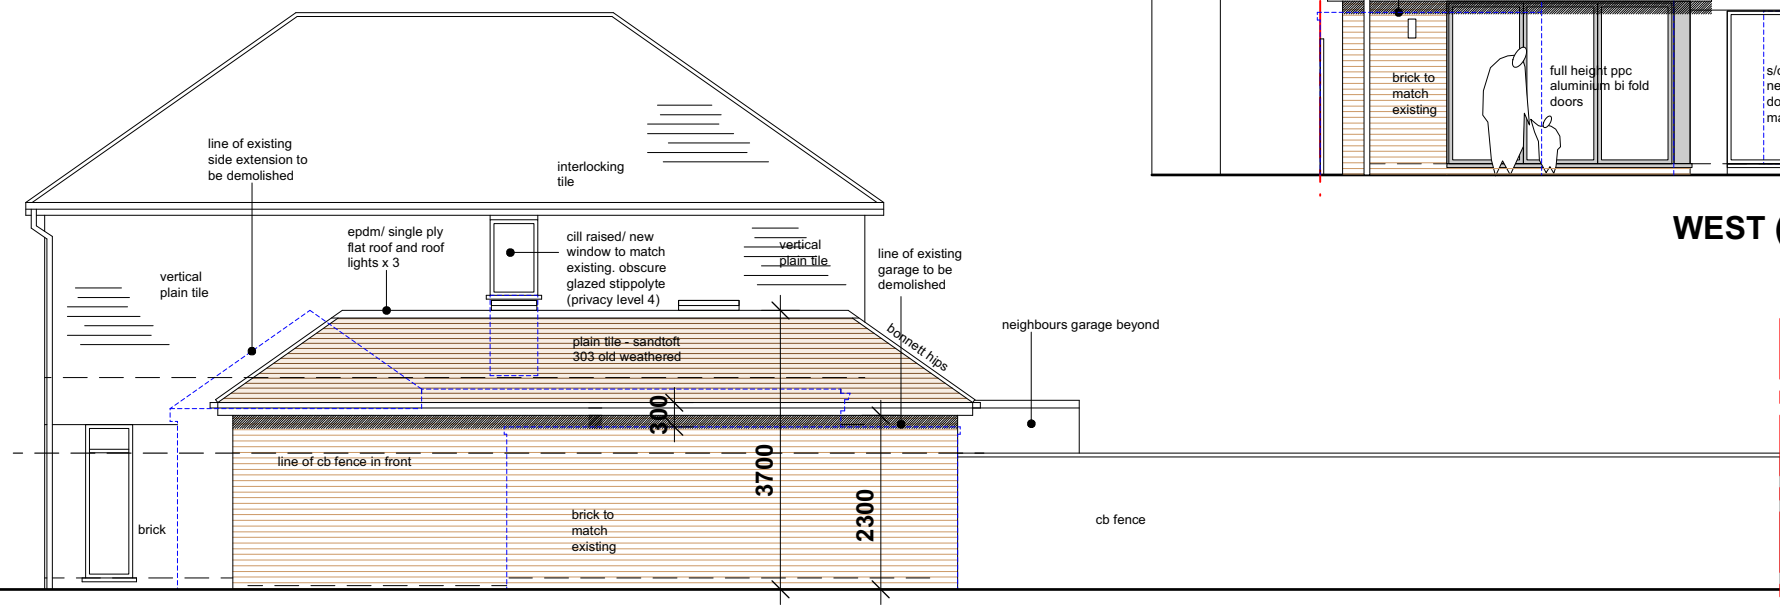 line of existing
side extension to
be demolished
interlocking
tile
epdm/ single ply
flat roof and roof
lights x 3
cill raised/ new
window to match
existing. obscure
glazed stippolyte
(privacy level 4)
vertical
plain tile
line of existing
garage to be
demolished
vertical
plain tile
bonnett hips
neighbours garage beyond
plain tile - sandtoft
303 old weathered
300
3700
2300
line of cb fence in front
brick
brick to
match
existing
cb fence
brick to
match
existing
full height ppc
aluminium bi fold
doors
WEST (